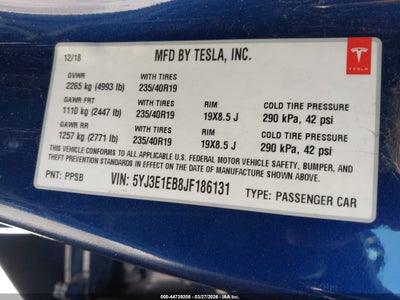 12/18
MFD BY TESLA, INC.
TESLA
GVWR WITH TIRES
2265 kg (4993 lb) 235/40R19
GAWR FRT WITH TIRES RIM COLD TIRE PRESSURE
1110 kg (2447 lb) 235/40R19 19X8.5 J 290 kPa, 42 psi
GAWR RR WITH TIRES RIM COLD TIRE PRESSURE
1257 kg (2771 lb) 235/40R19 19X8.5 J 290 kPa, 42 psi
THIS VEHICLE CONFORMS TO ALL APPLICABLE U.S. FEDERAL MOTOR VEHICLE SAFETY, BUMPER, AND
THEFT PREVENTION STANDARDS IN EFFECT ON THE DATE OF MANUFACTURE SHOWN ABOVE.
PNT: PPSB VIN: 5YJ3E1EB8JF186131 TYPE: PASSENGER CAR
000-44739208 - 03/27/2026 - IAAI.COM